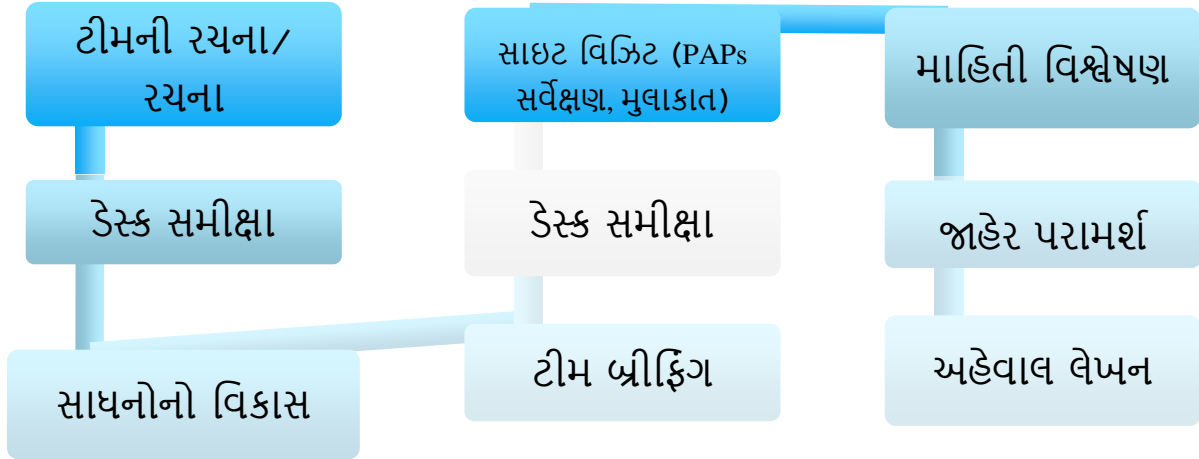 ટીમની રચના/
રચના
ડેસ્ક સમીક્ષા
સાધનોનો વિકાસ
સાઇટ વિઝિટ (PAPs
સર્વેક્ષણ, મુલાકાત)
ડેસ્ક સમીક્ષા
ટીમ બ્રીફિંગ
માહિતી વિશ્વેષણ
જાહેર પરામર્શ
અહેવાલ લેખન